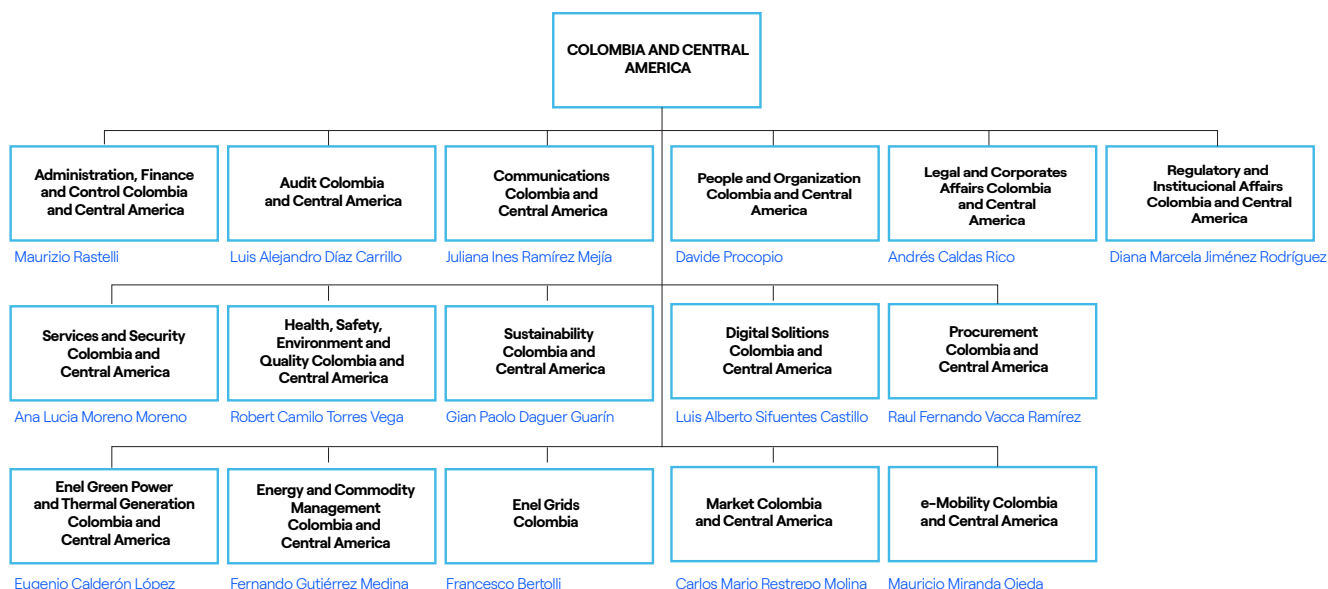 COLOMBIA AND CENTRAL
AMERICA
Administration, Finance
and Control Colombia
and Central America
Maurizio Rastelli
Audit Colombia
and Central America
Luis Alejandro Díaz Carrillo
Communications
Colombia and
Central America
Juliana Ines Ramírez Mejía
People and Organization
Colombia and Central
America
Davide Procopio
Legal and Corporates
Affairs Colombia
and Central
America
Andrés Caldas Rico
Regulatory and
Institucional Affairs
Colombia and Central
America
Diana Marcela Jiménez Rodríguez
Services and Security
Colombia and
Central America
Ana Lucia Moreno Moreno
Health, Safety,
Environment and
Quality Colombia and
Central America
Robert Camilo Torres Vega
Sustainability
Colombia and
Central America
Gian Paolo Daguer Guarín
Digital Solitions
Colombia and
Central America
Luis Alberto Sifuentes Castillo
Procurement
Colombia and
Central America
Raul Fernando Vacca Ramírez
Enel Green Power
and Thermal Generation
Colombia and
Central America
Eugenio Calderón López
Energy and Commodity
Management
Colombia and
Central America
Fernando Gutiérrez Medina
Enel Grids
Colombia
Francesco Bertolli
Market Colombia
and Central America
Carlos Mario Restrepo Molina
e-Mobility Colombia
and Central America
Mauricio Miranda Ojeda